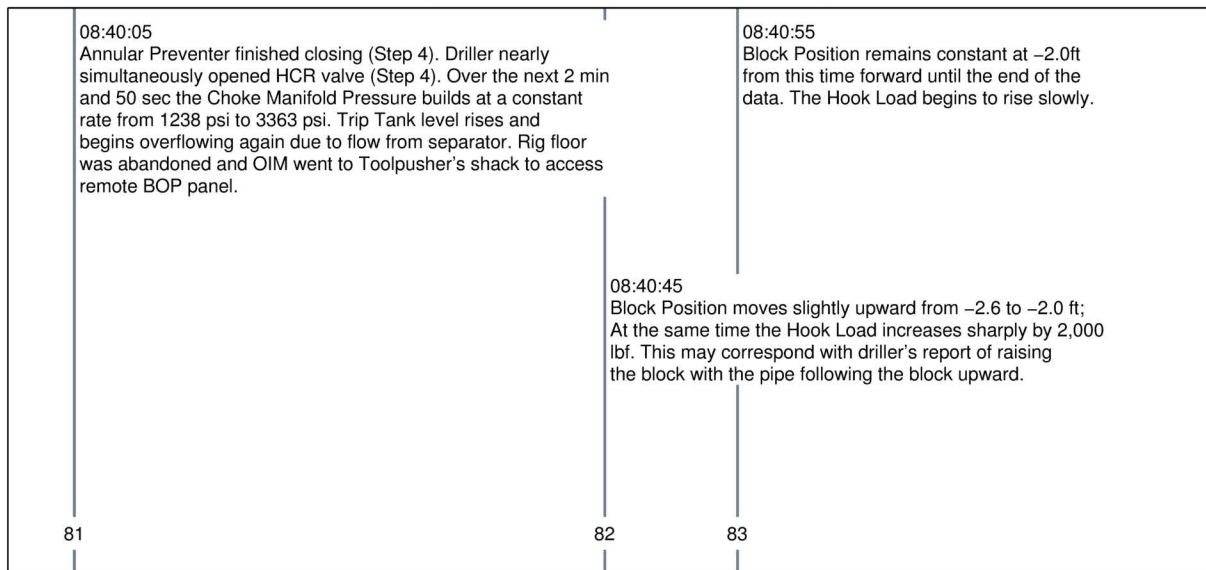 08:40:05
Annular Preventer finished closing (Step 4). Driller nearly
simultaneously opened HCR valve (Step 4). Over the next 2 min
and 50 sec the Choke Manifold Pressure builds at a constant
rate from 1238 psi to 3363 psi. Trip Tank level rises and
begins overflowing again due to flow from separator. Rig floor
was abandoned and OIM went to Toolpusher's shack to access
remote BOP panel.
08:40:55
Block Position remains constant at −2.0ft
from this time forward until the end of the
data. The Hook Load begins to rise slowly.
08:40:45
Block Position moves slightly upward from −2.6 to −2.0 ft;
At the same time the Hook Load increases sharply by 2,000
lbf. This may correspond with driller's report of raising
the block with the pipe following the block upward.
81
82
83